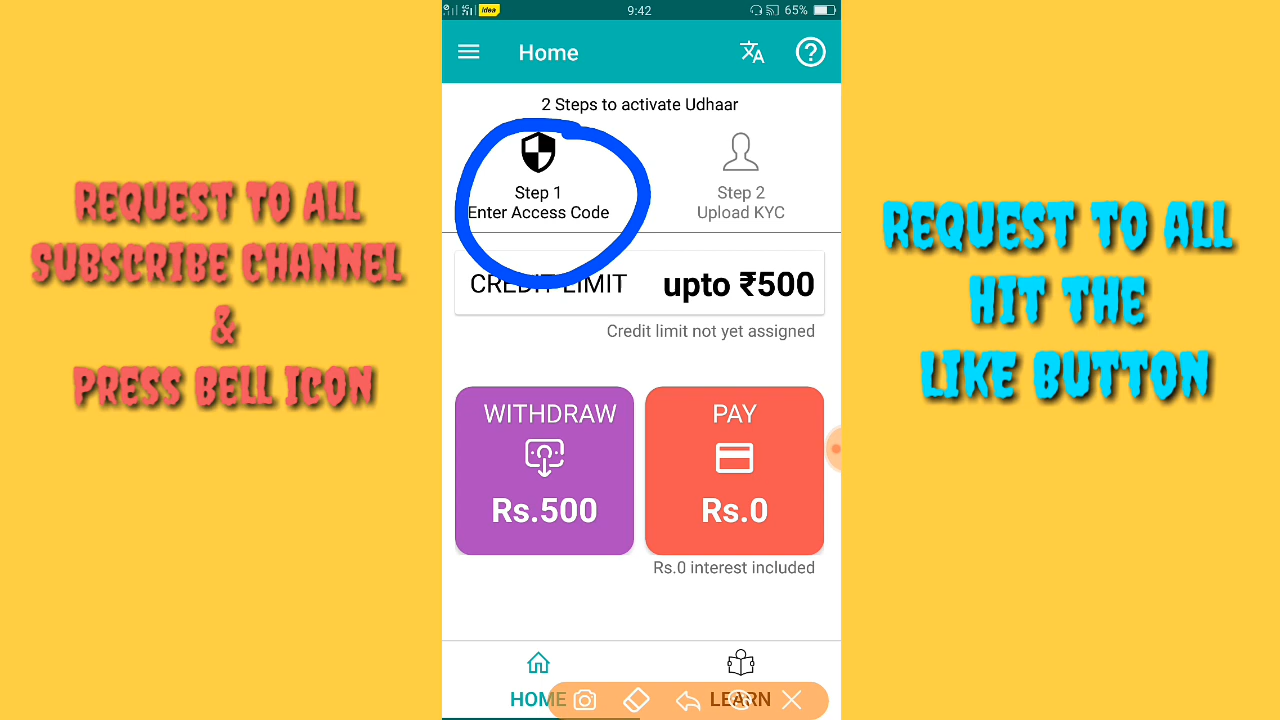 idea
9:42
65%
Home
2 Steps to activate Udhaar
Step 1
Enter Access Code
Step 2
Upload KYC
CREDIT LIMIT
upto ₹500
Credit limit not yet assigned
WITHDRAW
Rs.500
PAY
Rs.0
Rs.0 interest included
HOME
LEARN
REQUEST TO ALL
SUBSCRIBE CHANNEL
&
PRESS BELL ICON
REQUEST TO ALL
HIT THE
LIKE BUTTON